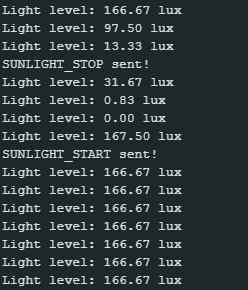 Light level: 166.67 lux
Light level: 97.50 lux
Light level: 13.33 lux
SUNLIGHT_STOP sent!
Light level: 31.67 lux
Light level: 0.83 lux
Light level: 0.00 lux
Light level: 167.50 lux
SUNLIGHT_START sent!
Light level: 166.67 lux
Light level: 166.67 lux
Light level: 166.67 lux
Light level: 166.67 lux
Light level: 166.67 lux
Light level: 166.67 lux
Light level: 166.67 lux